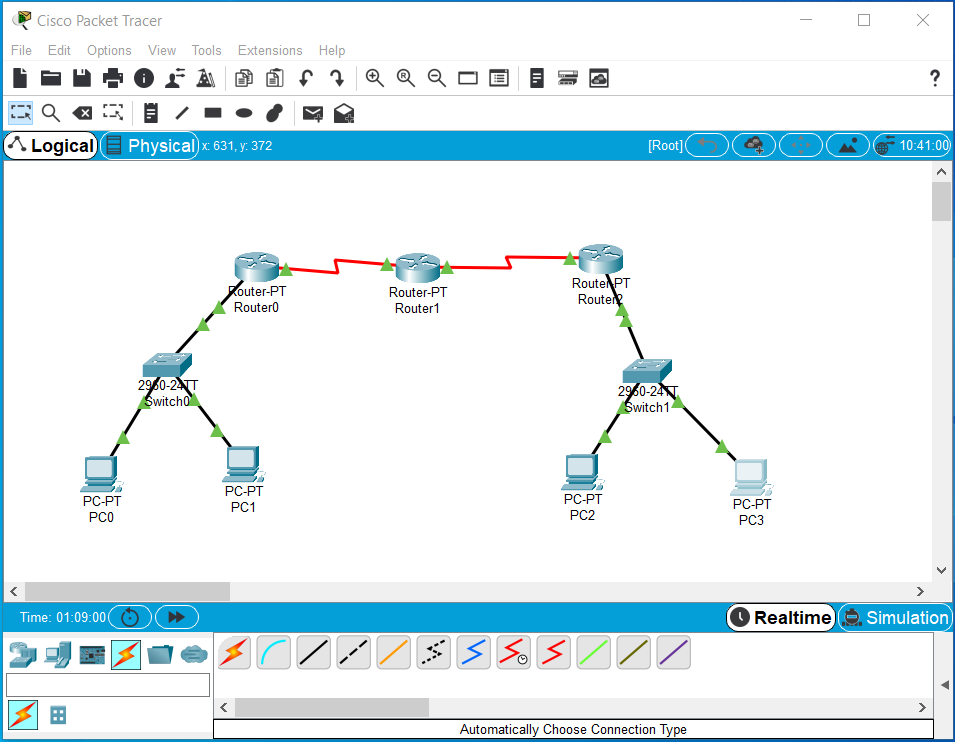 Cisco Packet Tracer
File Edit Options View Tools Extensions Help
?
Logical Physical x: 631, y: 372 [Root] 10:41:00
Router-PT
Router0
Router-PT
Router1
Router-PT
Router2
2950-24TT
Switch0
2950-24TT
Switch1
PC-PT
PC0
PC-PT
PC1
PC-PT
PC2
PC-PT
PC3
Time: 01:09:00 Realtime Simulation
Automatically Choose Connection Type